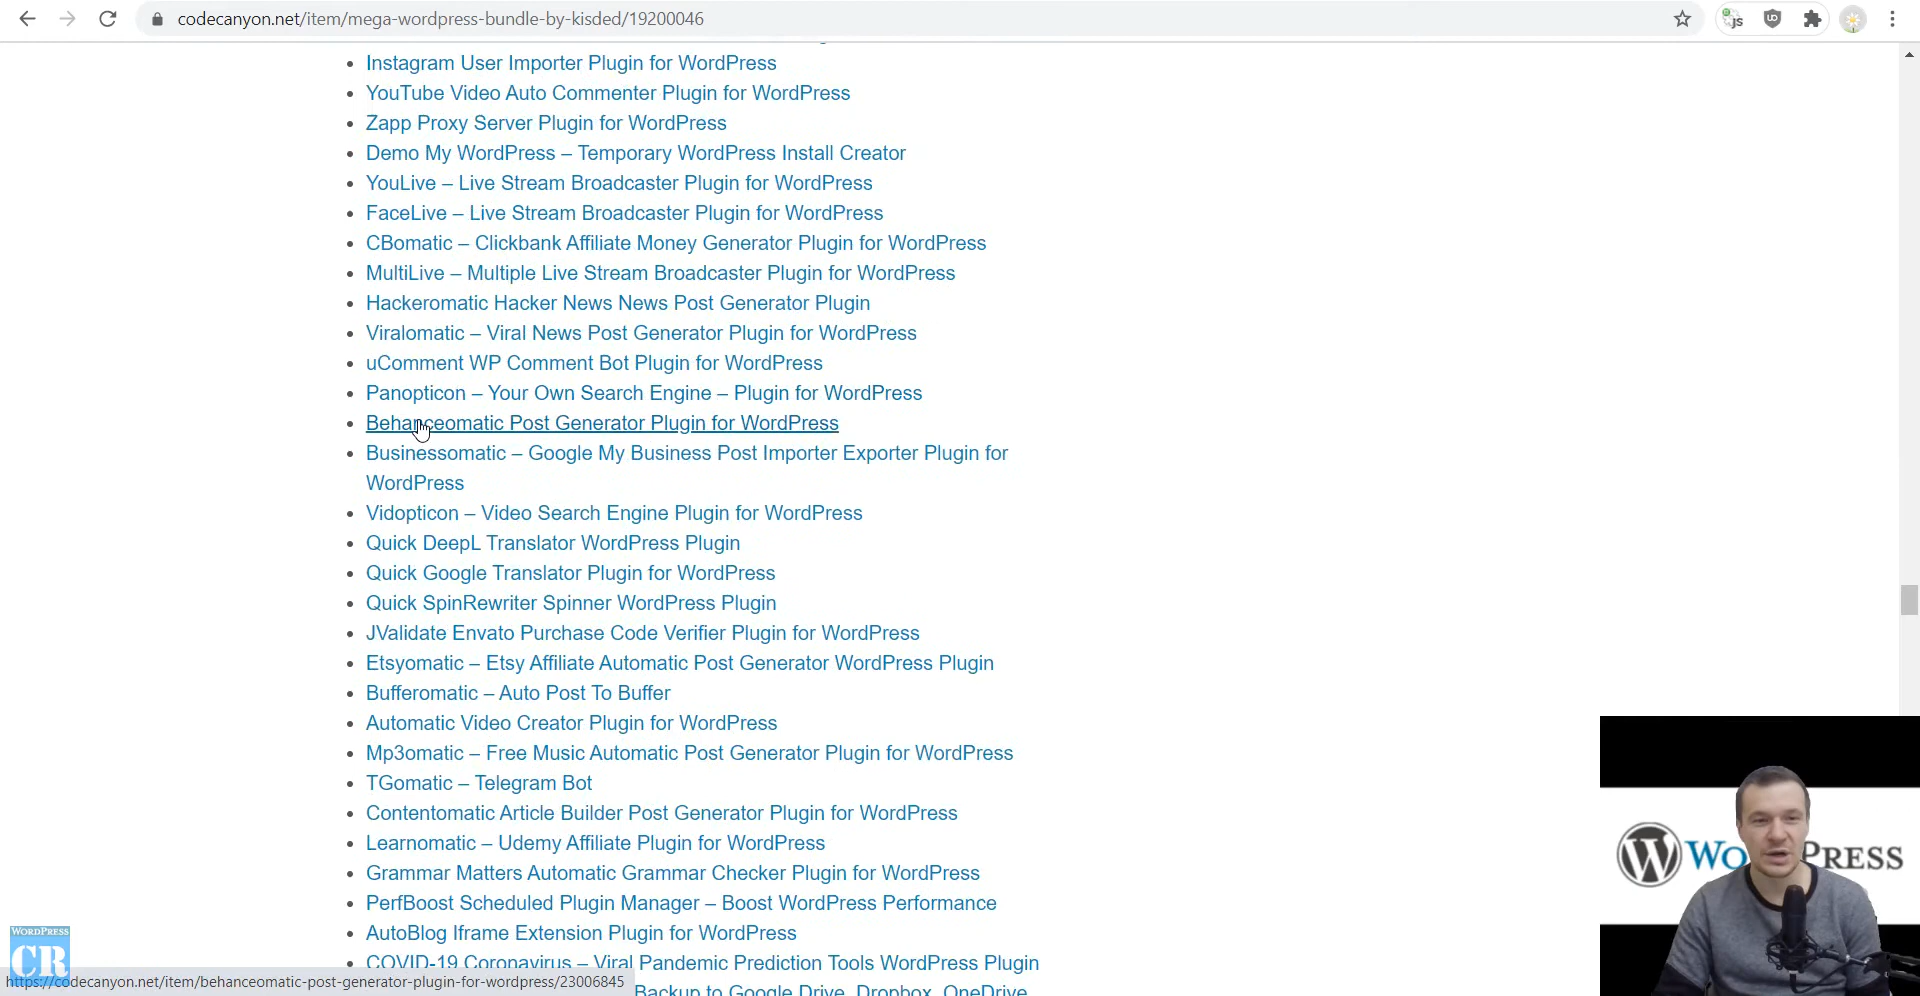 codecanyon.net/item/mega-wordpress-bundle-by-kisded/19200046
Instagram User Importer Plugin for WordPress
YouTube Video Auto Commenter Plugin for WordPress
Zapp Proxy Server Plugin for WordPress
Demo My WordPress – Temporary WordPress Install Creator
YouLive – Live Stream Broadcaster Plugin for WordPress
FaceLive – Live Stream Broadcaster Plugin for WordPress
CBomatic – Clickbank Affiliate Money Generator Plugin for WordPress
MultiLive – Multiple Live Stream Broadcaster Plugin for WordPress
Hackeromatic Hacker News News Post Generator Plugin
Viralomatic – Viral News Post Generator Plugin for WordPress
uComment WP Comment Bot Plugin for WordPress
Panopticon – Your Own Search Engine – Plugin for WordPress
Behanceomatic Post Generator Plugin for WordPress
Businessomatic – Google My Business Post Importer Exporter Plugin for
WordPress
Vidopticon – Video Search Engine Plugin for WordPress
Quick DeepL Translator WordPress Plugin
Quick Google Translator Plugin for WordPress
Quick SpinRewriter Spinner WordPress Plugin
JValidate Envato Purchase Code Verifier Plugin for WordPress
Etsyomatic – Etsy Affiliate Automatic Post Generator WordPress Plugin
Bufferomatic – Auto Post To Buffer
Automatic Video Creator Plugin for WordPress
Mp3omatic – Free Music Automatic Post Generator Plugin for WordPress
TGomatic – Telegram Bot
Contentomatic Article Builder Post Generator Plugin for WordPress
Learnomatic – Udemy Affiliate Plugin for WordPress
Grammar Matters Automatic Grammar Checker Plugin for WordPress
PerfBoost Scheduled Plugin Manager – Boost WordPress Performance
AutoBlog Iframe Extension Plugin for WordPress
COVID-19 Coronavirus – Viral Pandemic Prediction Tools WordPress Plugin
Backup to Google Drive, Dropbox, OneDrive
https://codecanyon.net/item/behanceomatic-post-generator-plugin-for-wordpress/23006845
WORDPRESS
CR
WO PRESS